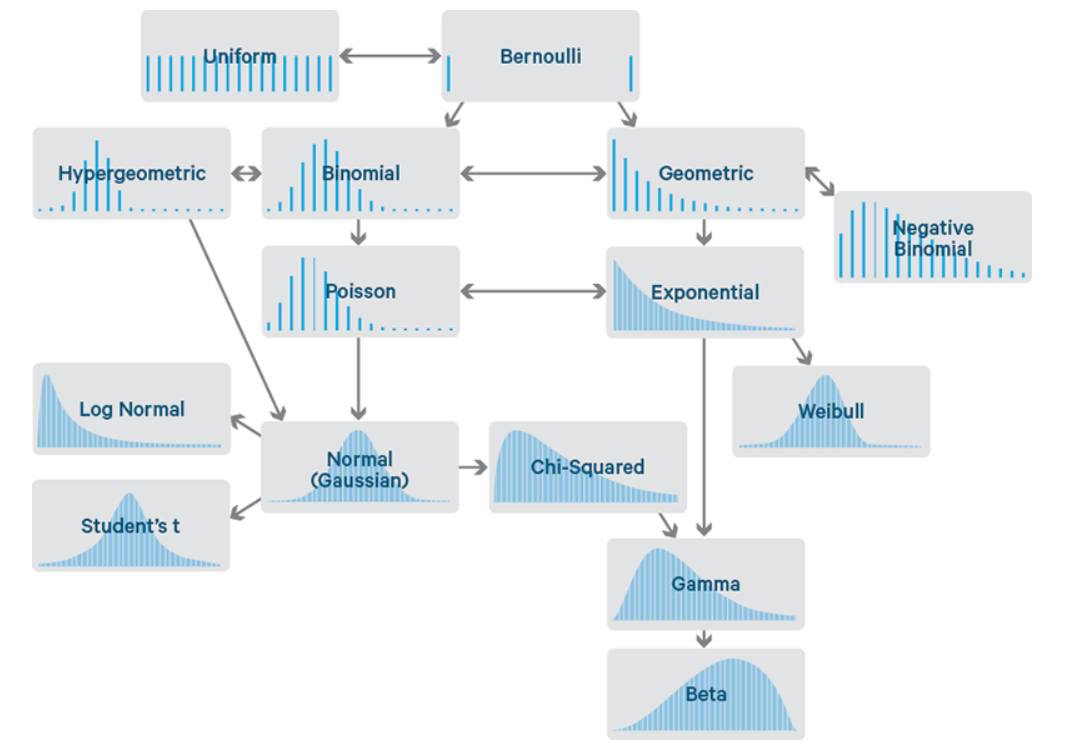 Uniform
Bernoulli
Hypergeometric
Binomial
Geometric
Negative
Binomial
Poisson
Exponential
Log Normal
Weibull
Normal
(Gaussian)
Chi-Squared
Student's t
Gamma
Beta